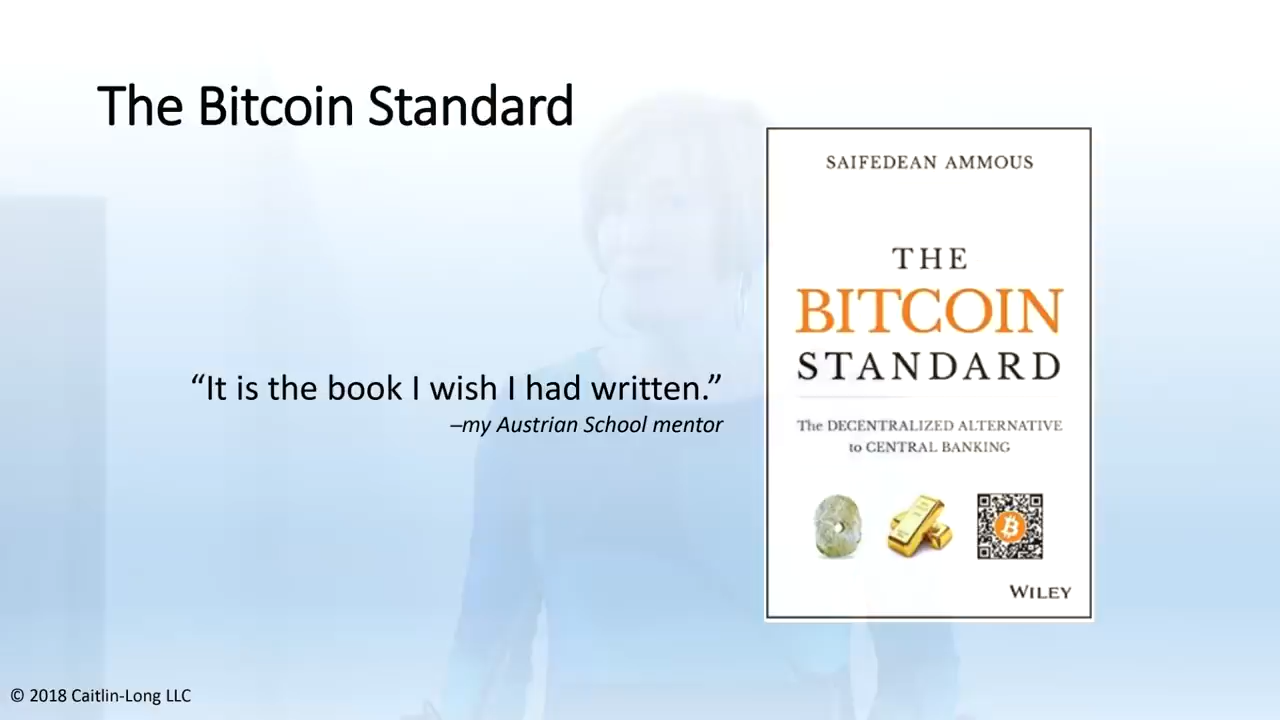 The Bitcoin Standard
“It is the book I wish I had written.”
–my Austrian School mentor
SAIFEDEAN AMMOUS
THE
BITCOIN
STANDARD
The DECENTRALIZED ALTERNATIVE
to CENTRAL BANKING
WILEY
© 2018 Caitlin-Long LLC